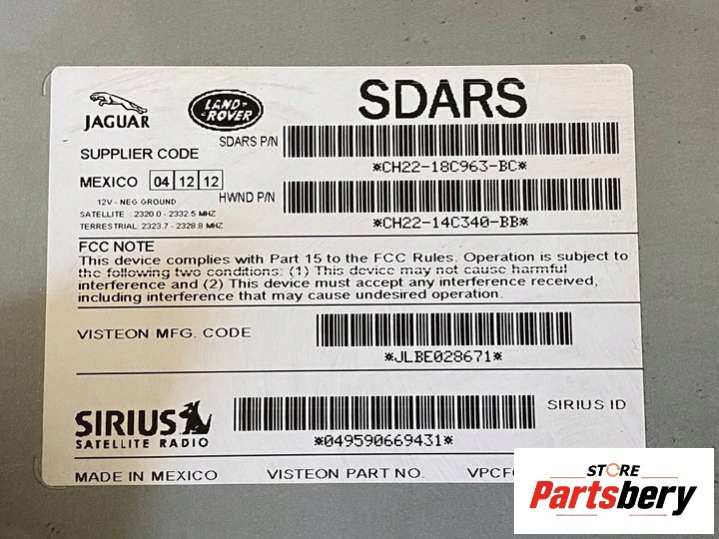 JAGUAR
LAND-
ROVER
SDARS
SDARS P/N
SUPPLIER CODE
*CH22-18C963-BC*
MEXICO 04 12 12
HWND P/N
12V - NEG GROUND
SATELLITE : 2320.0 - 2332.5 MHZ
TERRESTRIAL 2323.7 - 2328.8 MHZ
*CH22-14C340-BB*
FCC NOTE
This device complies with Part 15 to the FCC Rules. Operation is subject to
the following two conditions: (1) This device may not cause harmful
interference and (2) This device must accept any interference received,
including interference that may cause undesired operation.
VISTEON MFG. CODE
*JLBE028671*
SIRIUS
SATELLITE RADIO
SIRIUS ID
*049590669431*
MADE IN MEXICO VISTEON PART NO.
STORE
Partsbery